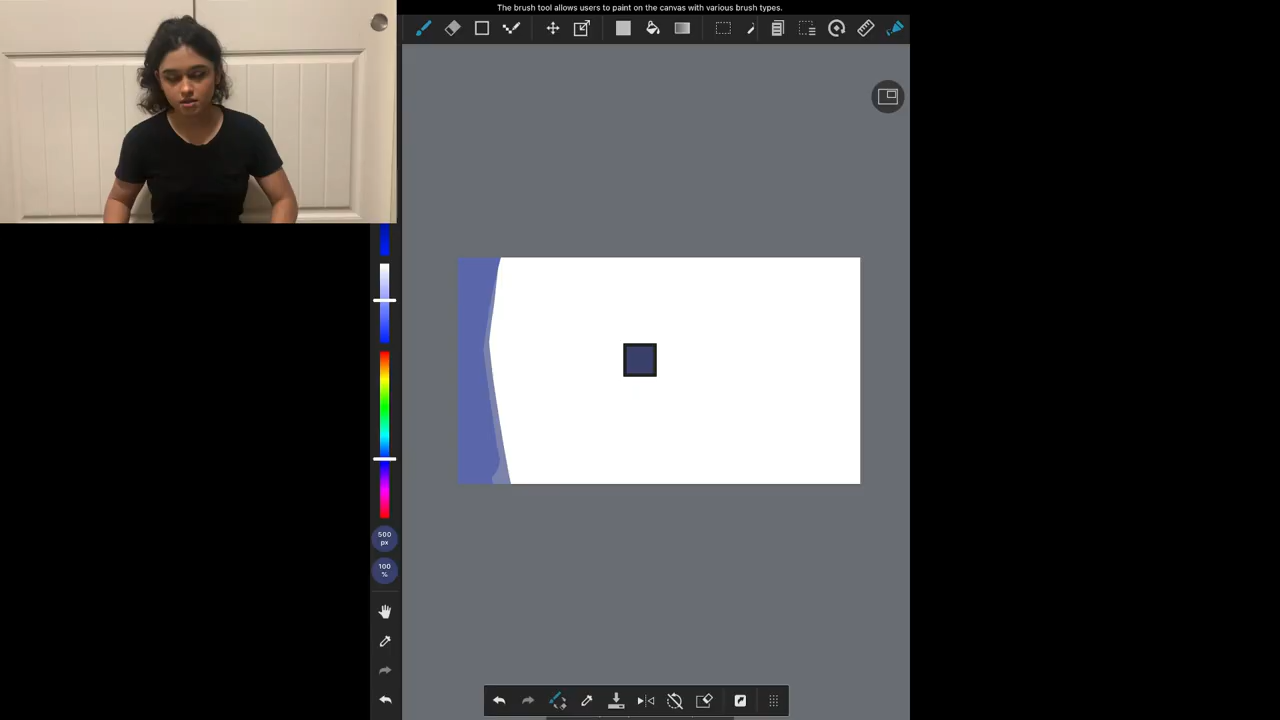 The brush tool allows users to paint on the canvas with various brush types.
500
px
100
%